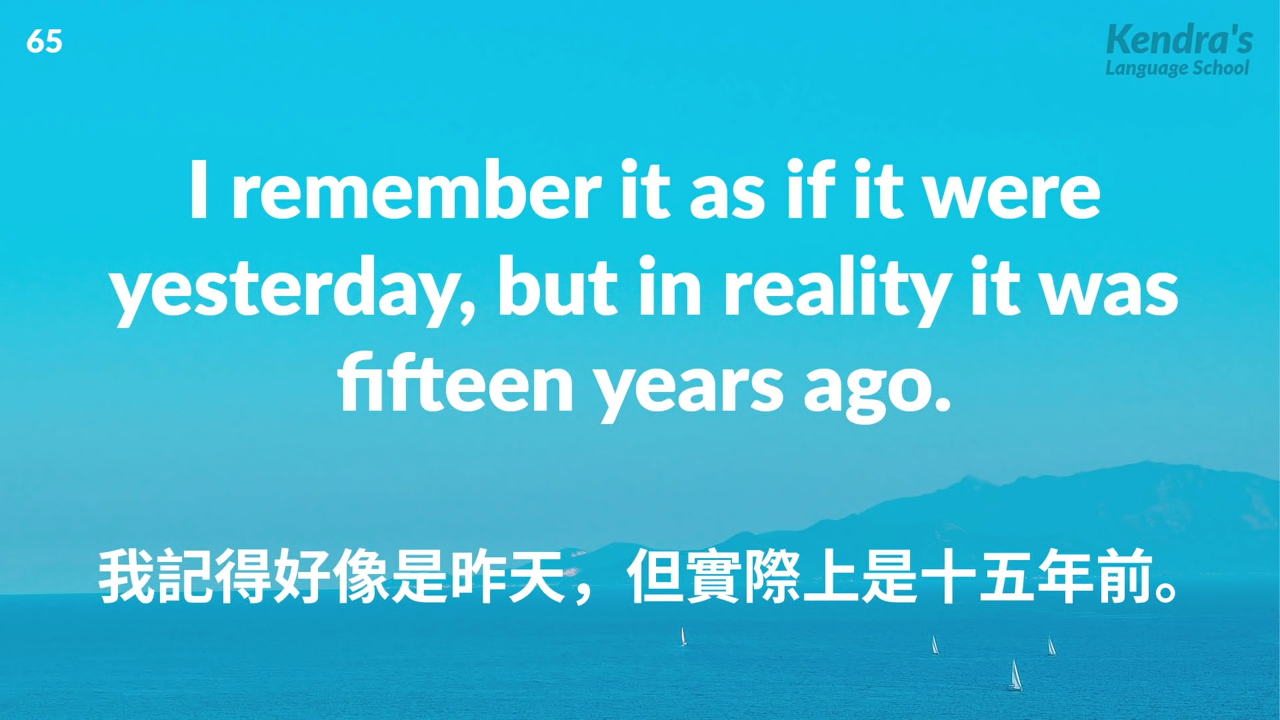 65
Kendra's
Language School
I remember it as if it were
yesterday, but in reality it was
fifteen years ago.
我記得好像是昨天，但實際上是十五年前。